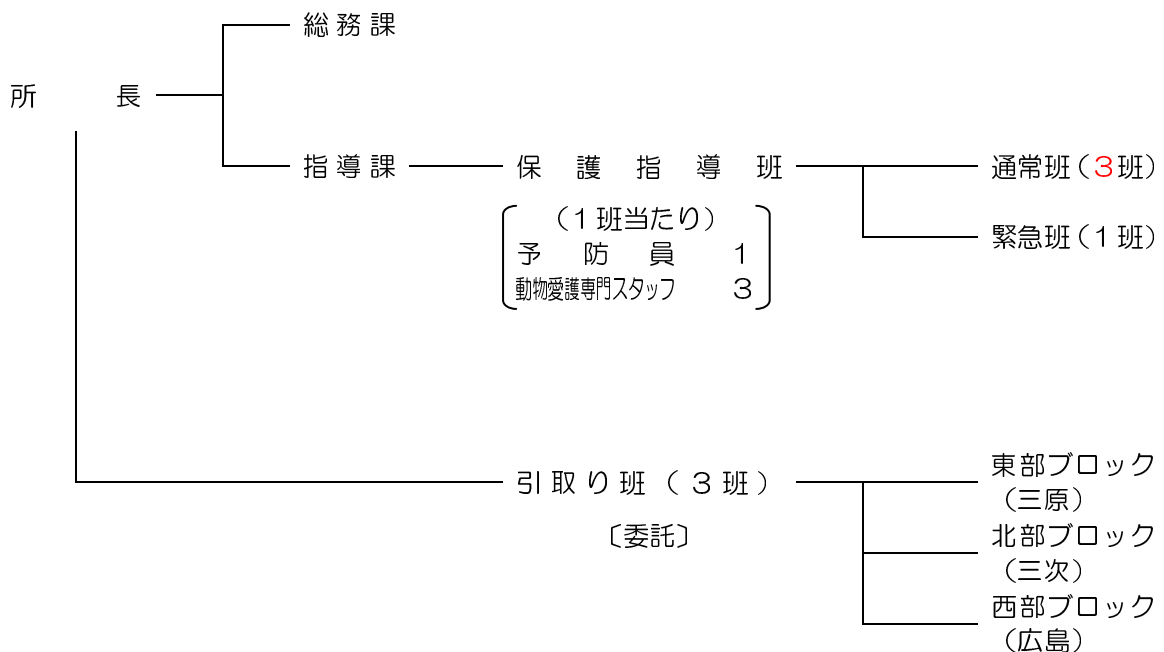 総務課
所長
指導課
保護指導班
通常班（３班）
（１班当たり）
緊急班（１班）
予防員 １
動物愛護専門スタッフ ３
引取り班（３班）
〔委託〕
東部ブロック
（三原）
北部ブロック
（三次）
西部ブロック
（広島）